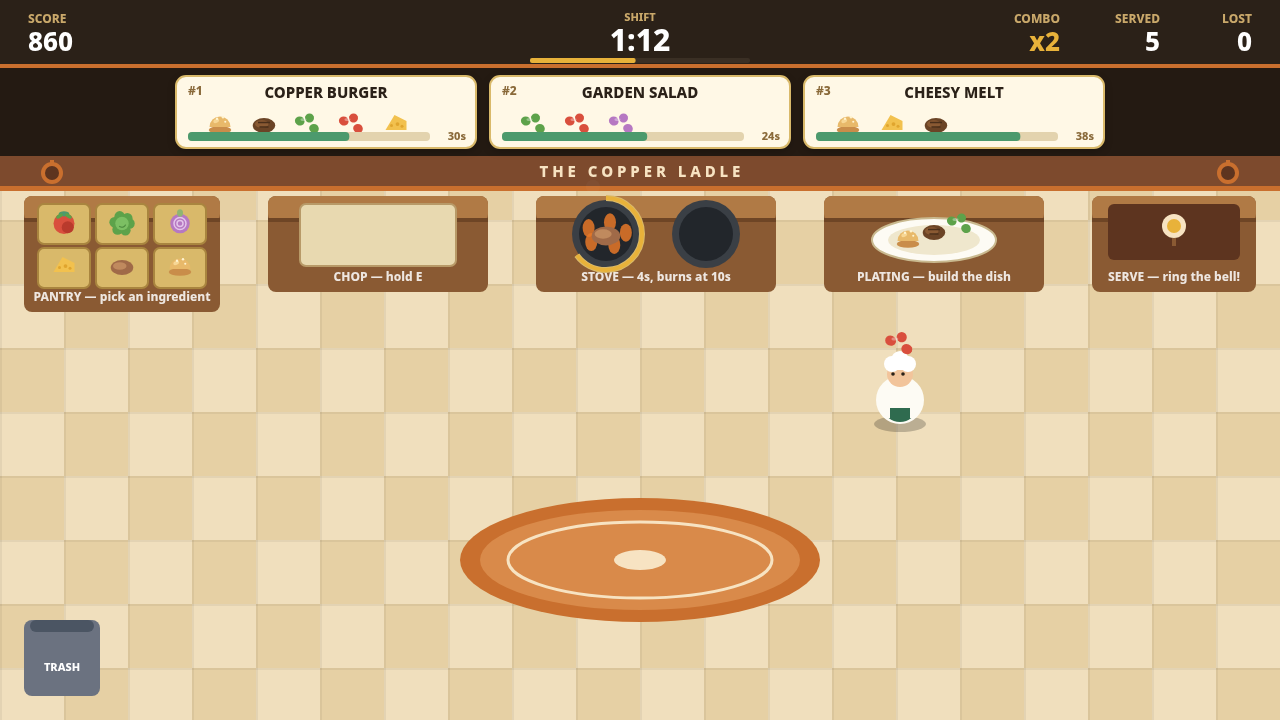 SCORE
860
SHIFT
1:12
COMBO
x2
SERVED
5
LOST
0
#1
COPPER BURGER
30s
#2
GARDEN SALAD
24s
#3
CHEESY MELT
38s
THE COPPER LADLE
PANTRY — pick an ingredient
CHOP — hold E
STOVE — 4s, burns at 10s
PLATING — build the dish
SERVE — ring the bell!
TRASH